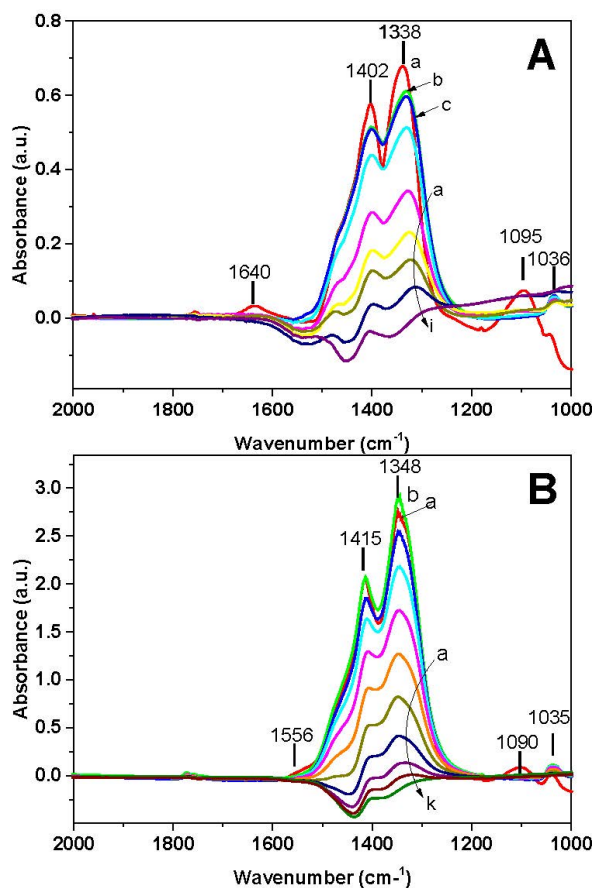 0.8
0.6
0.4
0.2
0.0
Absorbance (a.u.)
1338
1402
a
b
c
A
a
1640
1095
1036
i
2000
1800
1600
1400
1200
1000
Wavenumber (cm⁻¹)
3.0
2.5
2.0
1.5
1.0
0.5
0.0
Absorbance (a.u.)
1348
b
a
B
1415
a
1556
1090
1035
k
2000
1800
1600
1400
1200
1000
Wavenumber (cm-¹)